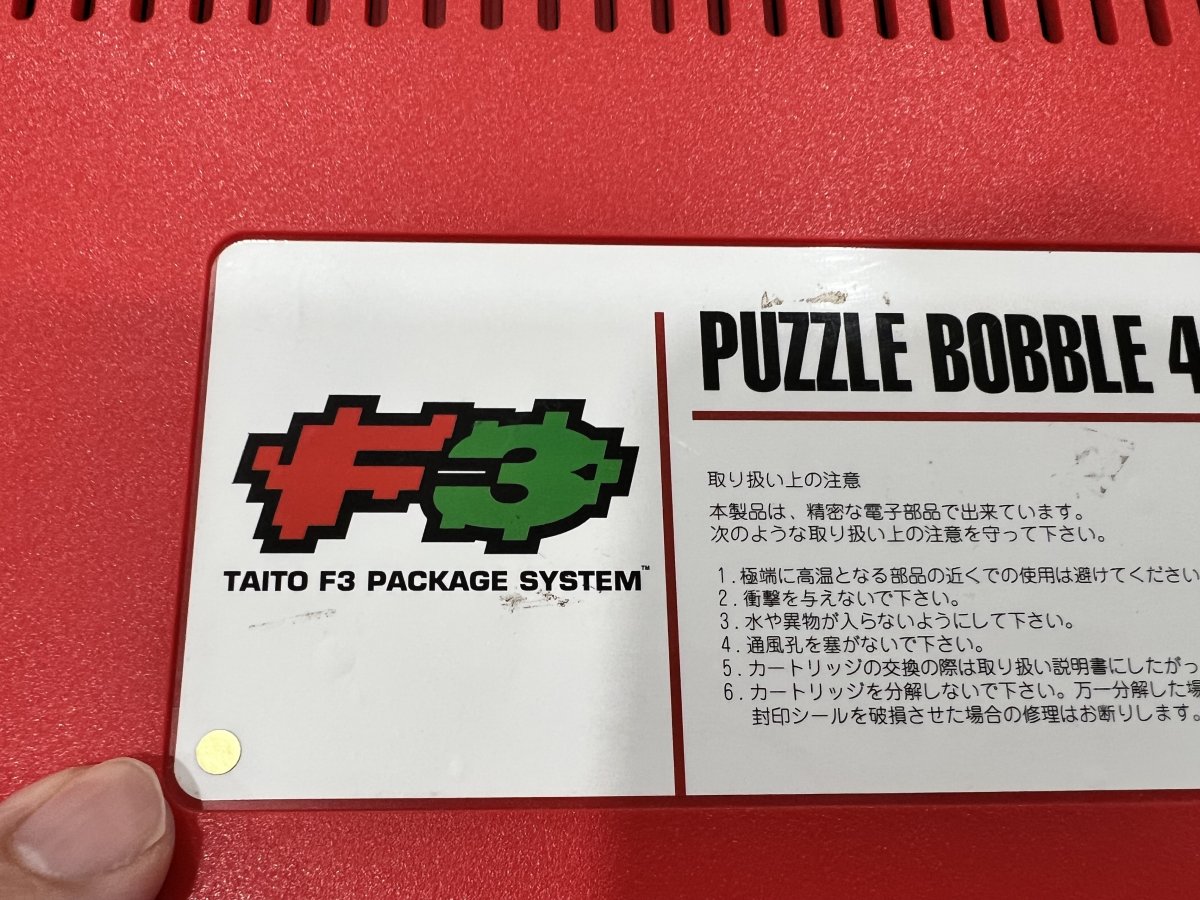 F3
TAITO F3 PACKAGE SYSTEM™
PUZZLE BOBBLE 4
取り扱い上の注意
本製品は、精密な電子部品で出来ています。
次のような取り扱い上の注意を守って下さい。
1.極端に高温となる部品の近くでの使用は避けてください
2.衝撃を与えないで下さい。
3.水や異物が入らないようにして下さい。
4.通風孔を塞がないで下さい。
5.カートリッジの交換の際は取り扱い説明書にしたがっ
6.カートリッジを分解しないで下さい。万一分解した場
封印シールを破損させた場合の修理はお断りします。